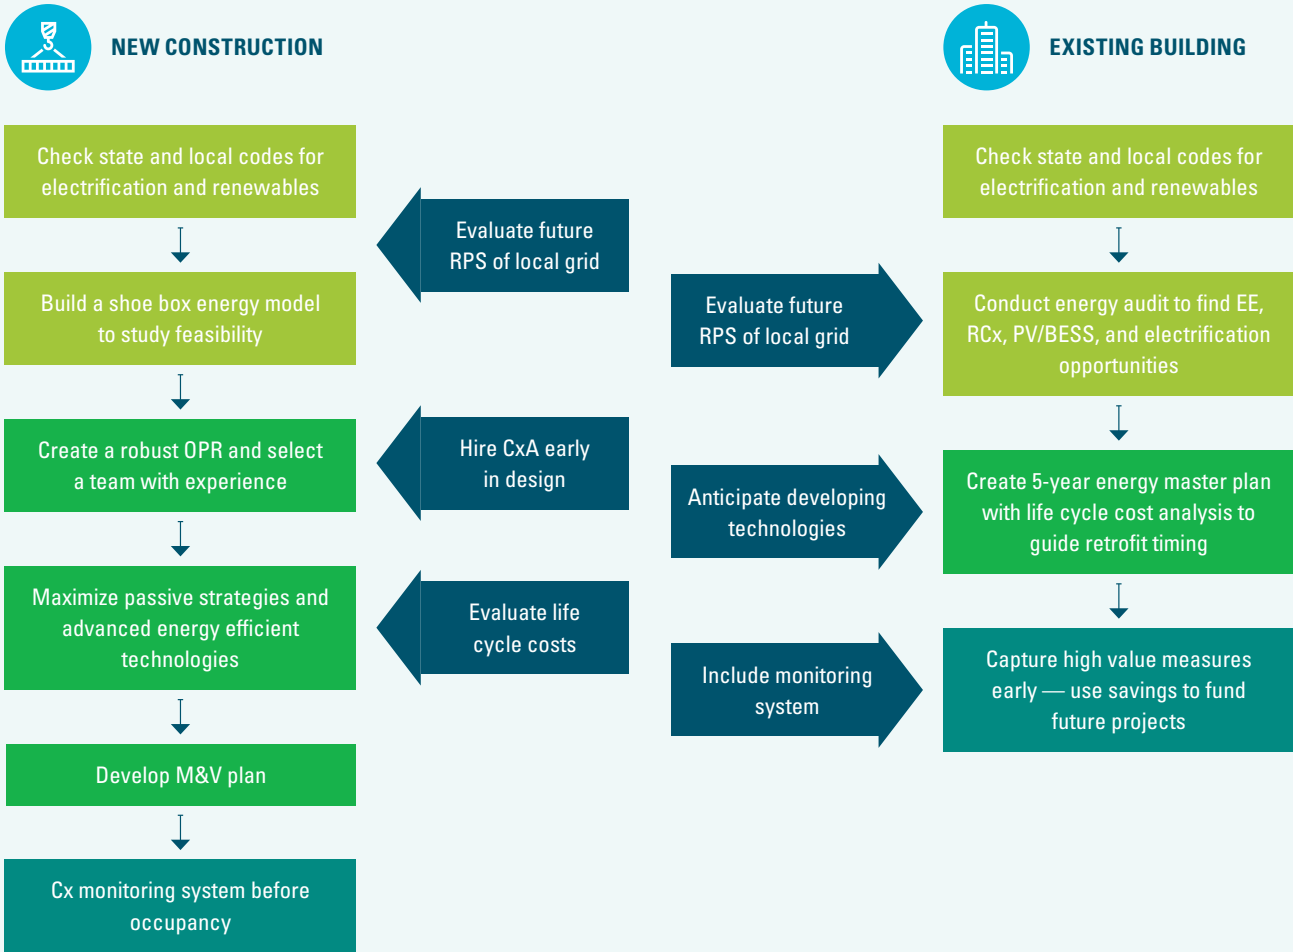 NEW CONSTRUCTION
Check state and local codes for
electrification and renewables
Build a shoe box energy model
to study feasibility
Create a robust OPR and select
a team with experience
Maximize passive strategies and
advanced energy efficient
technologies
Develop M&V plan
Cx monitoring system before
occupancy
Evaluate future
RPS of local grid
Hire CxA early
in design
Evaluate life
cycle costs
EXISTING BUILDING
Evaluate future
RPS of local grid
Anticipate developing
technologies
Include monitoring
system
Check state and local codes for
electrification and renewables
Conduct energy audit to find EE,
RCx, PV/BESS, and electrification
opportunities
Create 5-year energy master plan
with life cycle cost analysis to
guide retrofit timing
Capture high value measures
early — use savings to fund
future projects